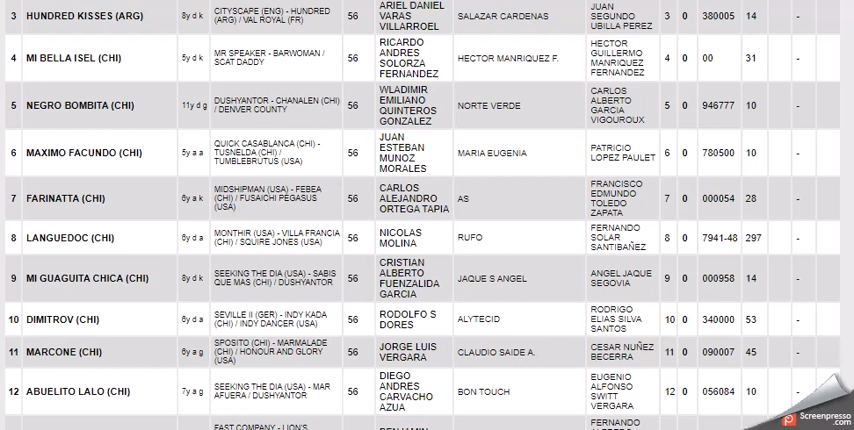 3 HUNDRED KISSES (ARG) 8y d k CITYSCAPE (ENG) - HUNDRED (ARG) / VAL ROYAL (FR) 56 ARIEL DANIEL VARAS VILLARROEL SALAZAR CARDENAS JUAN SEGUNDO UBILLA PEREZ 3 0 380005 14 -
4 MI BELLA ISEL (CHI) 5y d k MR SPEAKER - BARWOMAN / SCAT DADDY 56 RICARDO ANDRES SOLORZA FERNANDEZ HECTOR MANRIQUEZ F. HECTOR GUILLERMO MANRIQUEZ FERNANDEZ 4 0 00 31 -
5 NEGRO BOMBITA (CHI) 11y d g DUSHYANTOR - CHANALEN (CHI) / DENVER COUNTY 56 WLADIMIR EMILIANO QUINTEROS GONZALEZ NORTE VERDE CARLOS ALBERTO GARCIA VIGOUROUX 5 0 946777 10 -
6 MAXIMO FACUNDO (CHI) 5y a a QUICK CASABLANCA (CHI) - TUSNELDA (CHI) / TUMBLEBRUTUS (USA) 56 JUAN ESTEBAN MUNOZ MORALES MARIA EUGENIA PATRICIO LOPEZ PAULET 6 0 780500 10 -
7 FARINATTA (CHI) 6y a k MIDSHIPMAN (USA) - FEBEA (CHI) / FUSAICHI PEGASUS (USA) 56 CARLOS ALEJANDRO ORTEGA TAPIA AS FRANCISCO EDMUNDO TOLEDO ZAPATA 7 0 000054 28 -
8 LANGUEDOC (CHI) 6y d a MONTHIR (USA) - VILLA FRANCIA (CHI) / SQUIRE JONES (USA) 56 NICOLAS MOLINA RUFO FERNANDO SOLAR SANTIBAÑEZ 8 0 7941-48 297 -
9 MI GUAGUITA CHICA (CHI) 8y d k SEEKING THE DIA (USA) - SABIS QUE MAS (CHI) / DUSHYANTOR 56 CRISTIAN ALBERTO FUENZALIDA GARCIA JAQUE S ANGEL ANGEL JAQUE SEGOVIA 9 0 000958 14 -
10 DIMITROV (CHI) 8y d a SEVILLE II (GER) - INDY KADA (CHI) / INDY DANCER (USA) 56 RODOLFO S DORES ALYTECID RODRIGO ELIAS SILVA SANTOS 10 0 340000 53 -
11 MARCONE (CHI) 6y a g SPOSITO (CHI) - MARMALADE (CHI) / HONOUR AND GLORY (USA) 56 JORGE LUIS VERGARA CLAUDIO SAIDE A. CESAR NUÑEZ BECERRA 11 0 090007 45 -
12 ABUELITO LALO (CHI) 7y a g SEEKING THE DIA (USA) - MAR AFUERA / DUSHYANTOR 56 DIEGO ANDRES CARVACHO AZUA BON TOUCH EUGENIO ALFONSO SWITT VERGARA 12 0 056084 10 -
FAST COMPANY - LION'S BENJAMIN FERNANDO
Screenpresso
.com